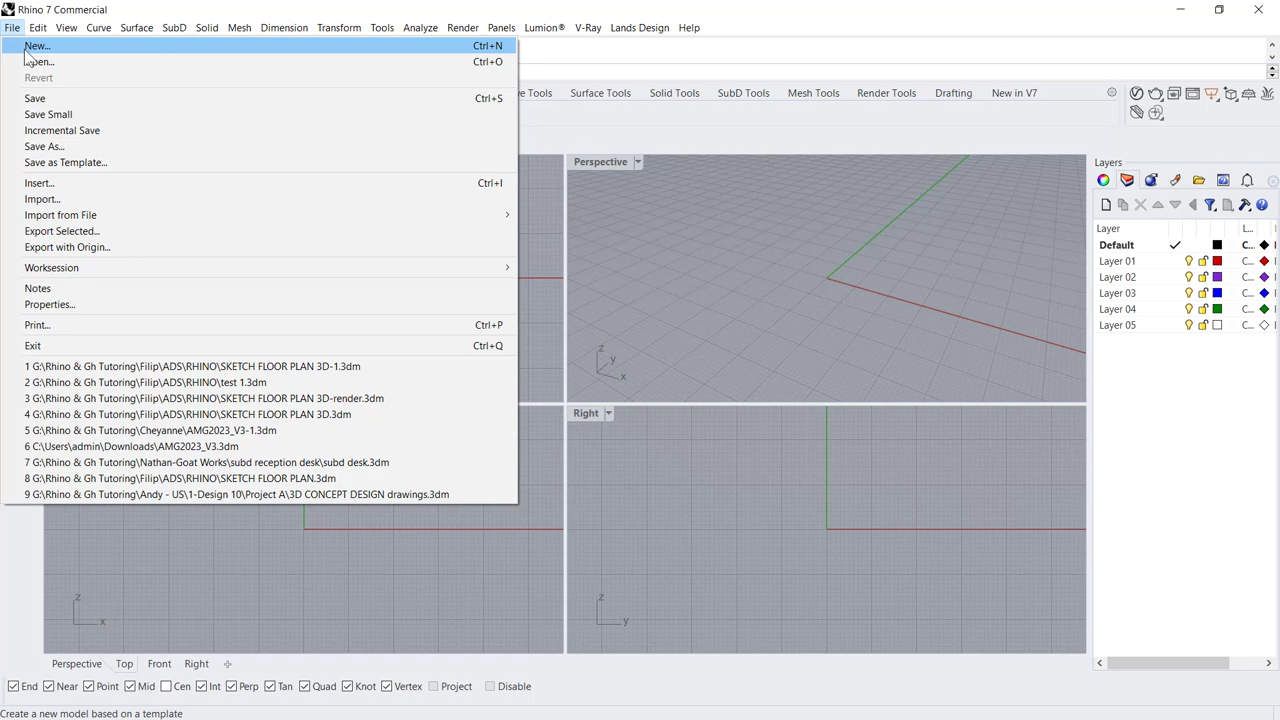 Rhino 7 Commercial
File Edit View Curve Surface SubD Solid Mesh Dimension Transform Tools Analyze Render Panels Lumion® V-Ray Lands Design Help
New... Ctrl+N
Ctrl+O
Revert
Save Ctrl+S
Save Small
Incremental Save
Save As...
Save as Template...
Insert... Ctrl+I
Import...
Import from File
Export Selected...
Export with Origin...
Worksession
Notes
Properties...
Print... Ctrl+P
Exit Ctrl+Q
1 G:\Rhino & Gh Tutoring\Filip\ADS\RHINO\SKETCH FLOOR PLAN 3D-1.3dm
2 G:\Rhino & Gh Tutoring\Filip\ADS\RHINO\test 1.3dm
3 G:\Rhino & Gh Tutoring\Filip\ADS\RHINO\SKETCH FLOOR PLAN 3D-render.3dm
4 G:\Rhino & Gh Tutoring\Filip\ADS\RHINO\SKETCH FLOOR PLAN 3D.3dm
5 G:\Rhino & Gh Tutoring\Cheyanne\AMG2023_V3-1.3dm
6 C:\Users\admin\Downloads\AMG2023_V3.3dm
7 G:\Rhino & Gh Tutoring\Nathan-Goat Works\subd reception desk\subd desk.3dm
8 G:\Rhino & Gh Tutoring\Filip\ADS\RHINO\SKETCH FLOOR PLAN.3dm
9 G:\Rhino & Gh Tutoring\Andy - US\1-Design 10\Project A\3D CONCEPT DESIGN drawings.3dm
e Tools Surface Tools Solid Tools SubD Tools Mesh Tools Render Tools Drafting New in V7
Perspective
z
y
x
Right
z
x
z
y
Layers
Layer L...
Default C...
Layer 01 C...
Layer 02 C...
Layer 03 C...
Layer 04 C...
Layer 05 C...
Perspective Top Front Right
End Near Point Mid Cen Int Perp Tan Quad Knot Vertex Project Disable
Create a new model based on a template